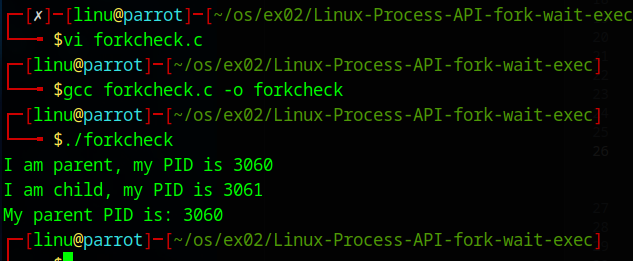 ┌─[✗]─[linu@parrot]─[~/os/ex02/Linux-Process-API-fork-wait-exec
└──╼ $vi forkcheck.c
┌─[linu@parrot]─[~/os/ex02/Linux-Process-API-fork-wait-exec]
└──╼ $gcc forkcheck.c -o forkcheck
┌─[linu@parrot]─[~/os/ex02/Linux-Process-API-fork-wait-exec]
└──╼ $./forkcheck
I am parent, my PID is 3060
I am child, my PID is 3061
My parent PID is: 3060
┌─[linu@parrot]─[~/os/ex02/Linux-Process-API-fork-wait-exec]
$